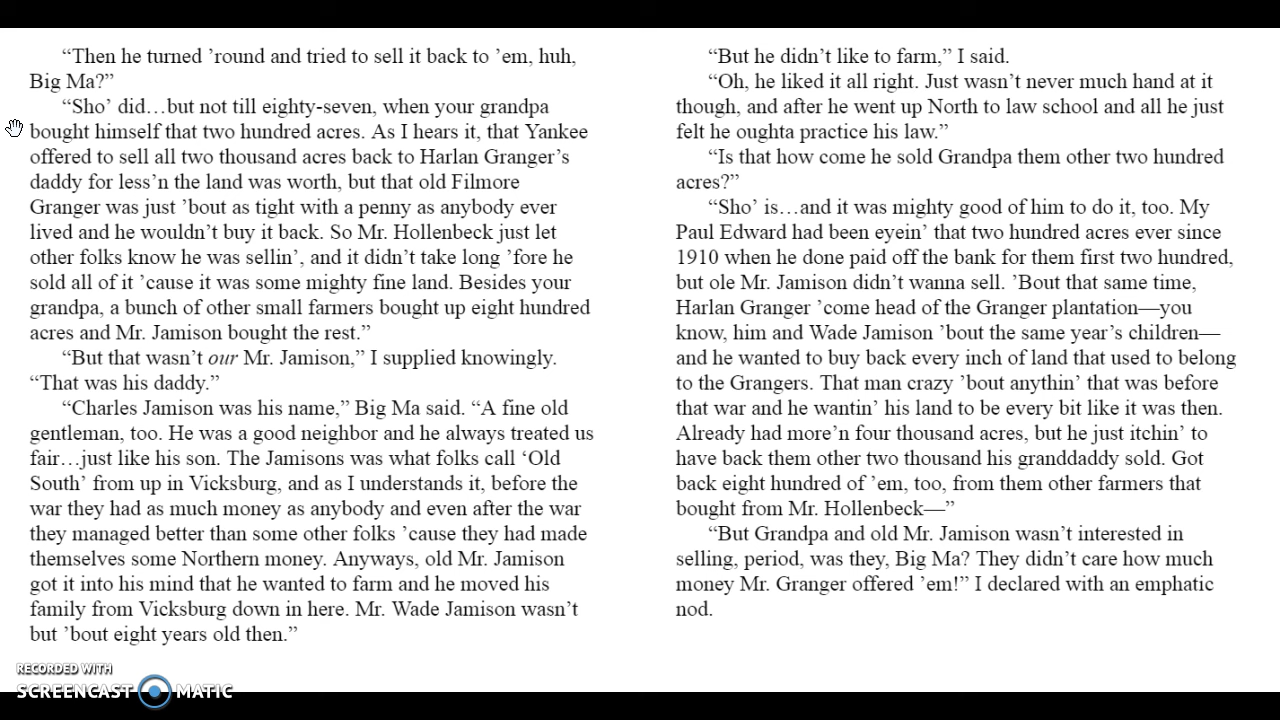 “Then he turned ’round and tried to sell it back to ’em, huh,
Big Ma?”
“Sho’ did…but not till eighty-seven, when your grandpa
bought himself that two hundred acres. As I hears it, that Yankee
offered to sell all two thousand acres back to Harlan Granger’s
daddy for less’n the land was worth, but that old Filmore
Granger was just ’bout as tight with a penny as anybody ever
lived and he wouldn’t buy it back. So Mr. Hollenbeck just let
other folks know he was sellin’, and it didn’t take long ’fore he
sold all of it ’cause it was some mighty fine land. Besides your
grandpa, a bunch of other small farmers bought up eight hundred
acres and Mr. Jamison bought the rest.”
“But that wasn’t our Mr. Jamison,” I supplied knowingly.
“That was his daddy.”
“Charles Jamison was his name,” Big Ma said. “A fine old
gentleman, too. He was a good neighbor and he always treated us
fair…just like his son. The Jamisons was what folks call ‘Old
South’ from up in Vicksburg, and as I understands it, before the
war they had as much money as anybody and even after the war
they managed better than some other folks ’cause they had made
themselves some Northern money. Anyways, old Mr. Jamison
got it into his mind that he wanted to farm and he moved his
family from Vicksburg down in here. Mr. Wade Jamison wasn’t
but ’bout eight years old then.”
“But he didn’t like to farm,” I said.
“Oh, he liked it all right. Just wasn’t never much hand at it
though, and after he went up North to law school and all he just
felt he oughta practice his law.”
“Is that how come he sold Grandpa them other two hundred
acres?”
“Sho’ is…and it was mighty good of him to do it, too. My
Paul Edward had been eyein’ that two hundred acres ever since
1910 when he done paid off the bank for them first two hundred,
but ole Mr. Jamison didn’t wanna sell. ’Bout that same time,
Harlan Granger ’come head of the Granger plantation—you
know, him and Wade Jamison ’bout the same year’s children—
and he wanted to buy back every inch of land that used to belong
to the Grangers. That man crazy ’bout anythin’ that was before
that war and he wantin’ his land to be every bit like it was then.
Already had more’n four thousand acres, but he just itchin’ to
have back them other two thousand his granddaddy sold. Got
back eight hundred of ’em, too, from them other farmers that
bought from Mr. Hollenbeck—”
“But Grandpa and old Mr. Jamison wasn’t interested in
selling, period, was they, Big Ma? They didn’t care how much
money Mr. Granger offered ’em!” I declared with an emphatic
nod.
RECORDED WITH
SCREENCAST MATIC